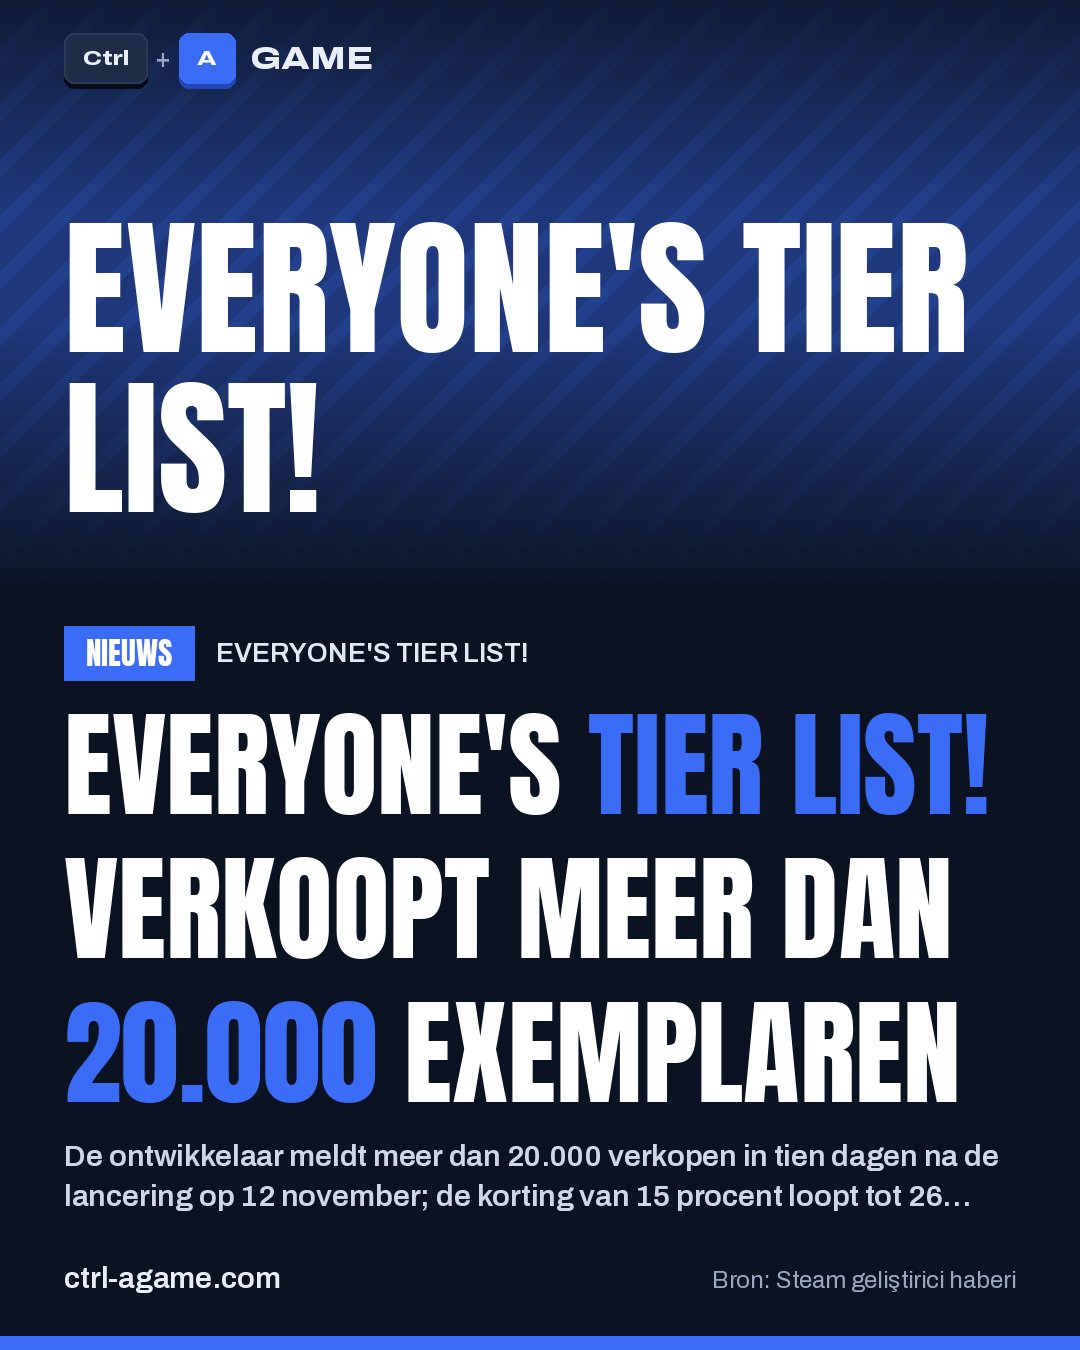 Ctrl + A GAME
EVERYONE'S TIER
LIST!
NIEUWS EVERYONE'S TIER LIST!
EVERYONE'S TIER LIST!
VERKOOPT MEER DAN
20.000 EXEMPLAREN
De ontwikkelaar meldt meer dan 20.000 verkopen in tien dagen na de
lancering op 12 november; de korting van 15 procent loopt tot 26...
ctrl-agame.com Bron: Steam geliştirici haberi